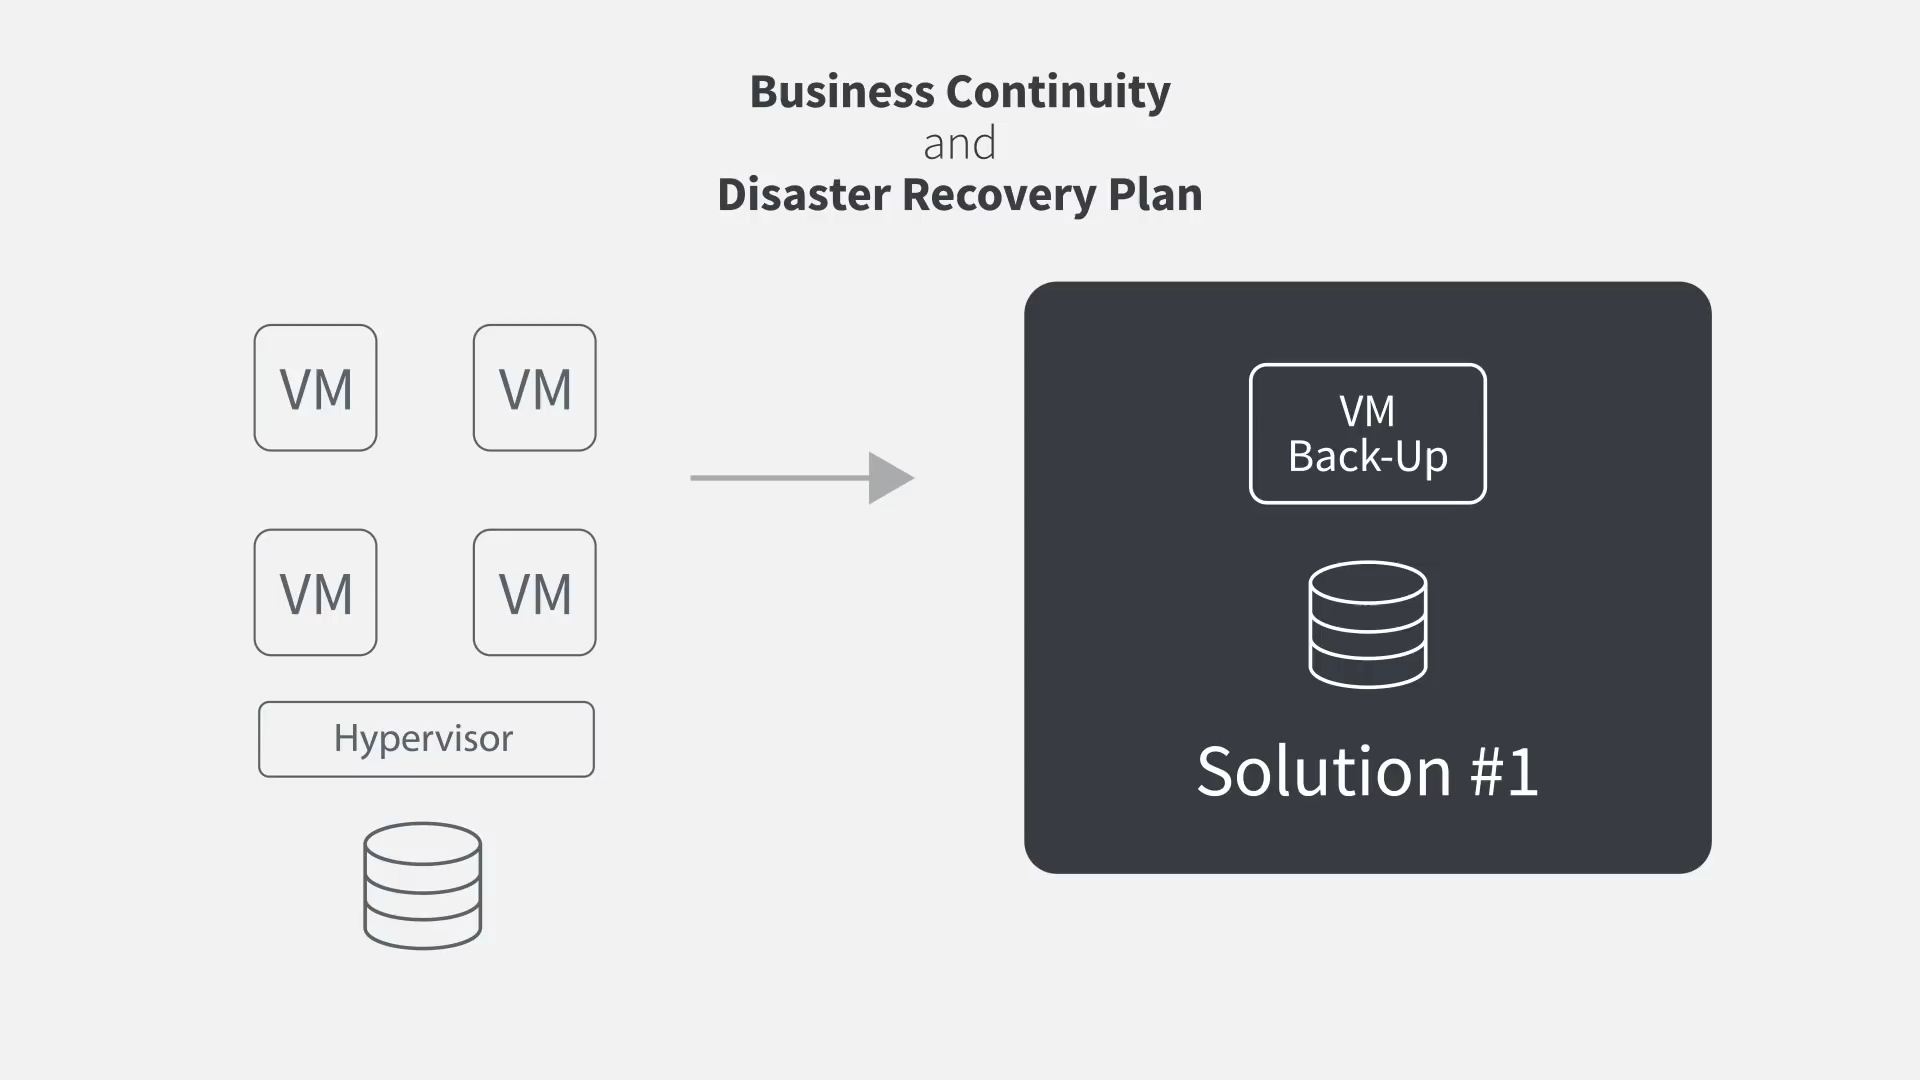 Business Continuity
and
Disaster Recovery Plan
VM
VM
VM
VM
Hypervisor
VM
Back-Up
Solution #1